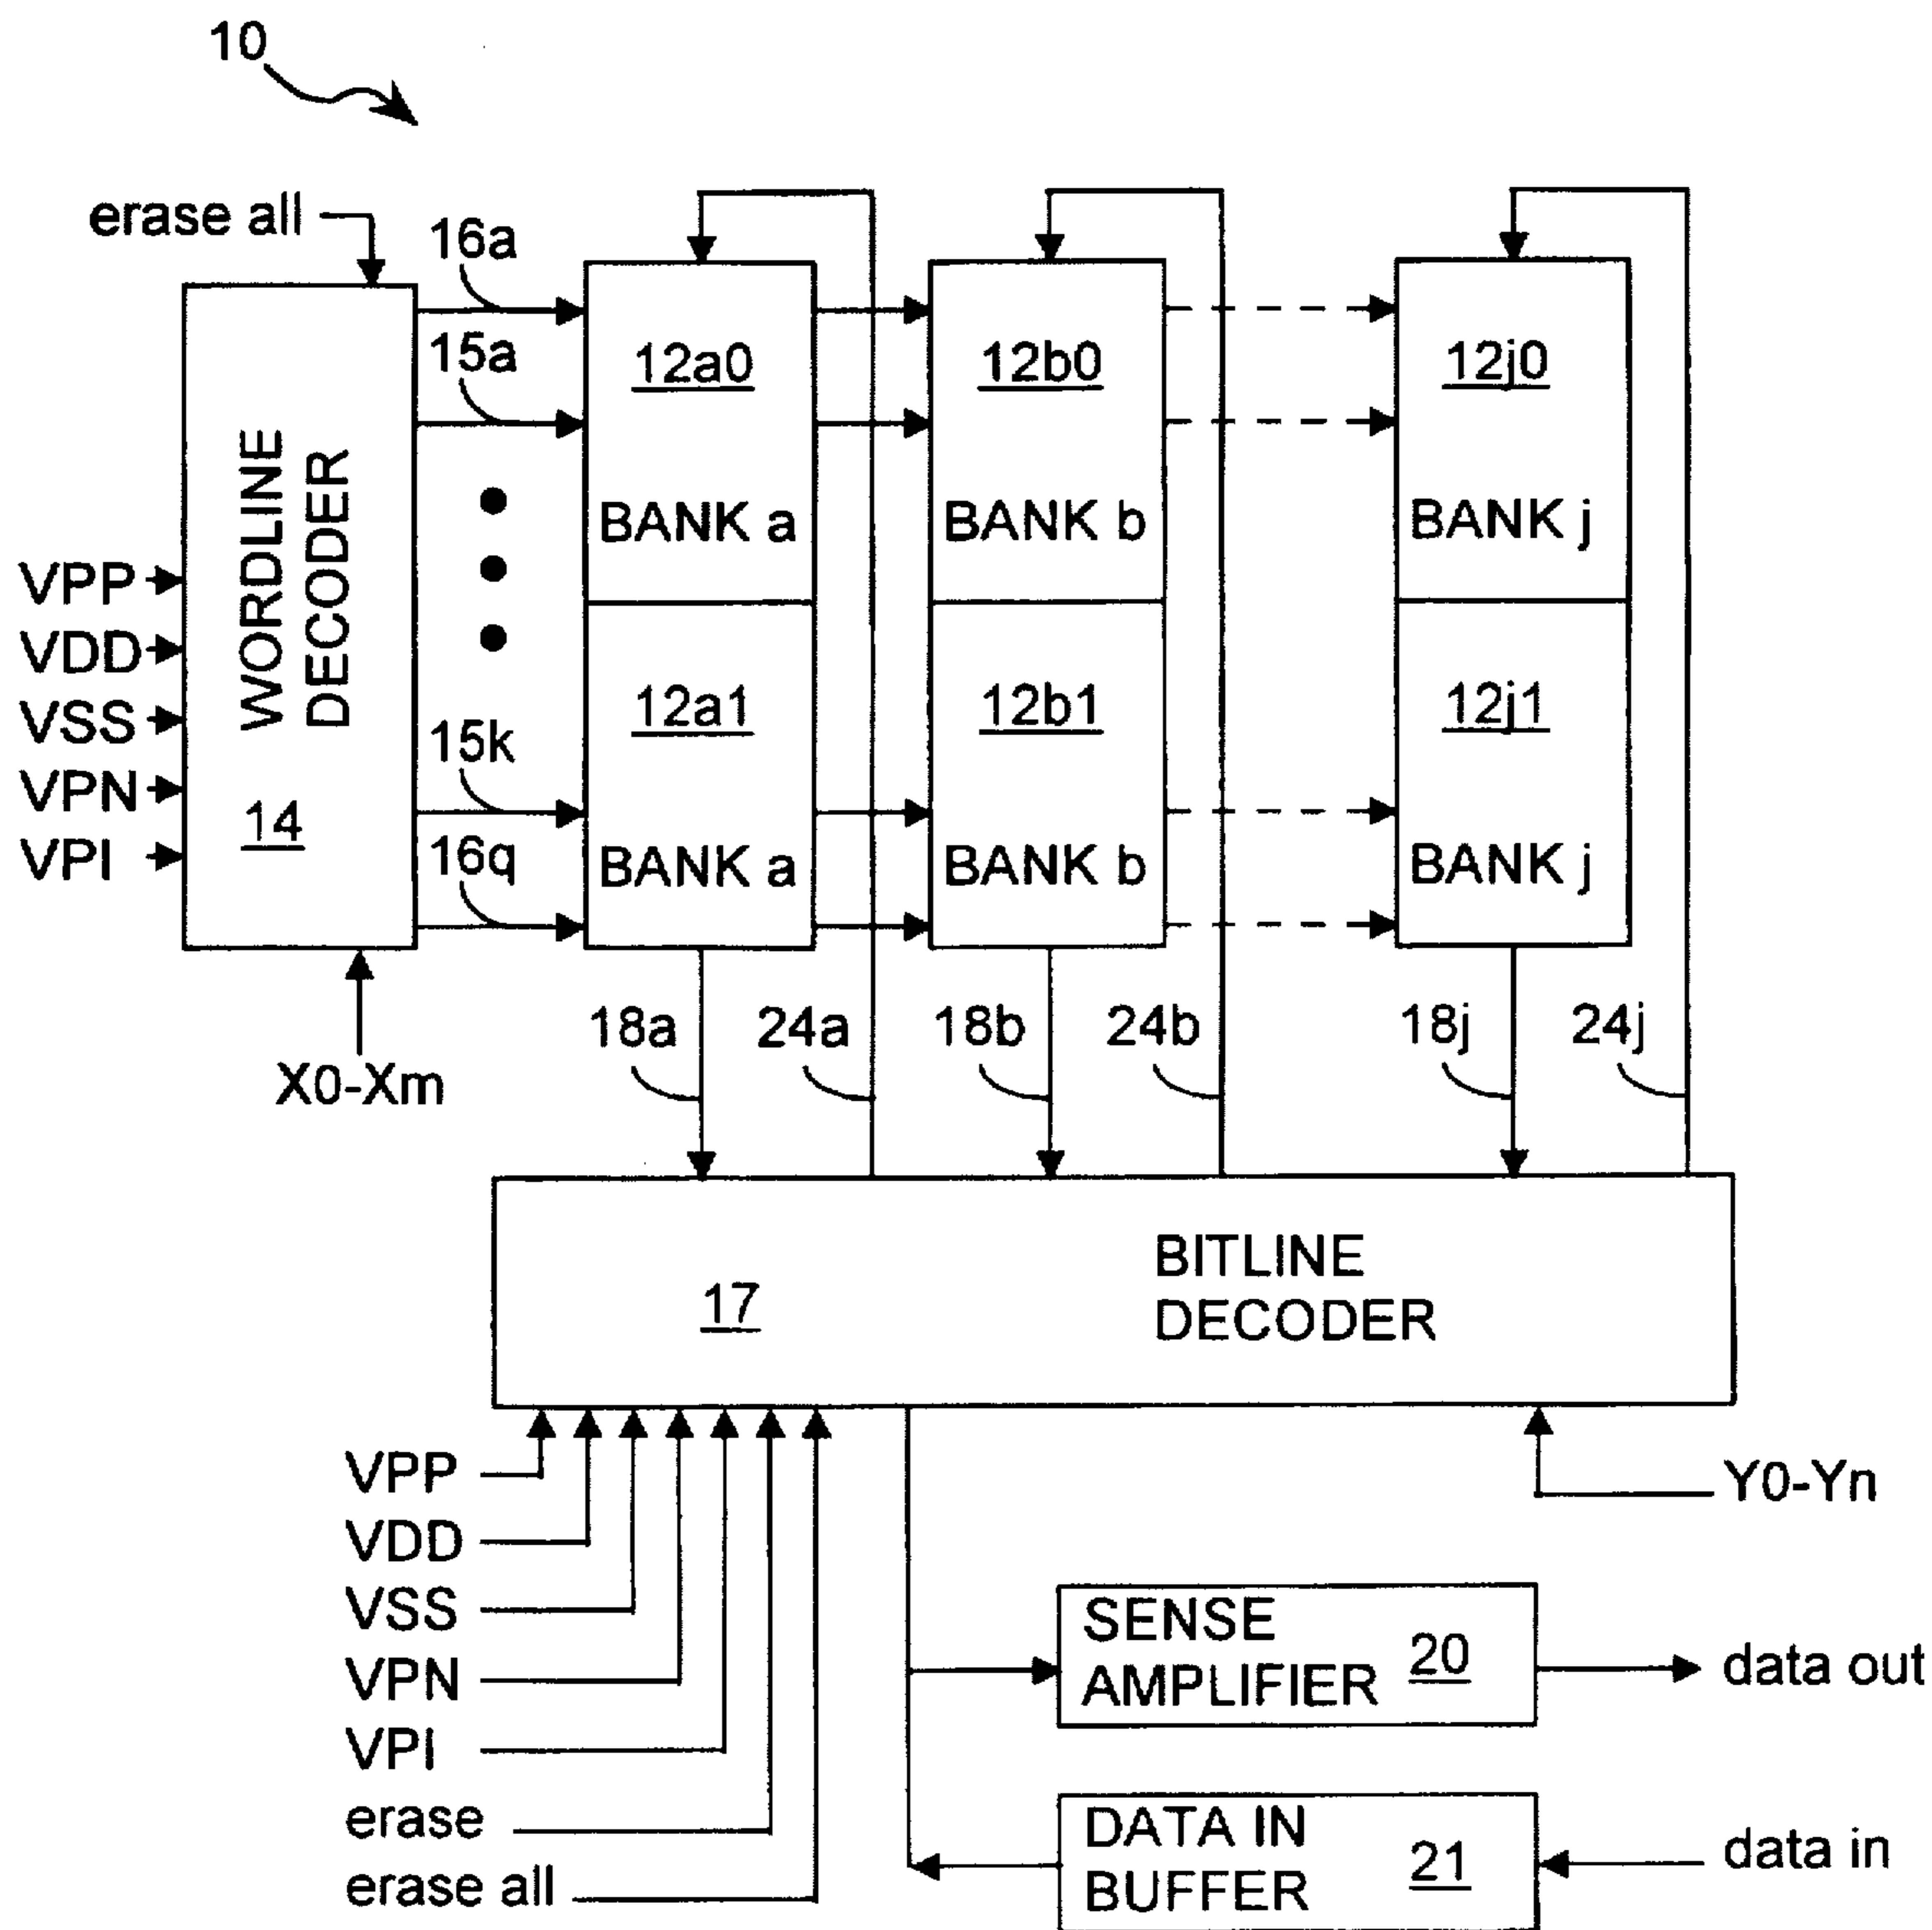 10
erase all
16a
15a
12a0
12b0
12j0
BANK a
BANK b
BANK j
WORDLINE
DECODER
14
VPP
VDD
VSS
VPN
VPI
12a1
12b1
12j1
15k
16q
BANK a
BANK b
BANK j
X0-Xm
18a
24a
18b
24b
18j
24j
17
BITLINE
DECODER
VPP
VDD
VSS
VPN
VPI
erase
erase all
Y0-Yn
SENSE
AMPLIFIER
20
data out
DATA IN
BUFFER
21
data in